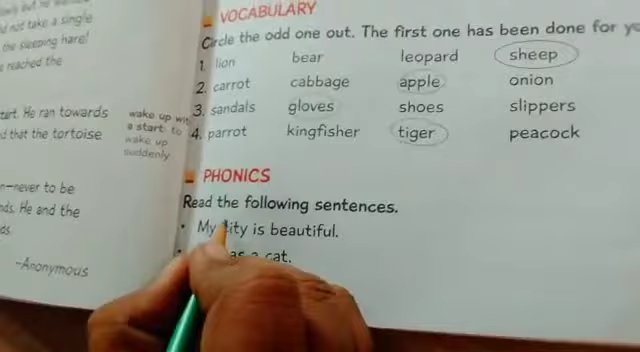 d not take a single
the sleeping hare!
reached the
tart. He ran towards
d that the tortoise
wake up wi
a start: to
wake up
suddenly
n—never to be
nds. He and the
ds
-Anonymous
VOCABULARY
Circle the odd one out. The first one has been done for yo
1. lion bear leopard sheep
2. carrot cabbage apple onion
3. sandals gloves shoes slippers
4. parrot kingfisher tiger peacock
PHONICS
Read the following sentences.
• My city is beautiful.
as a cat.